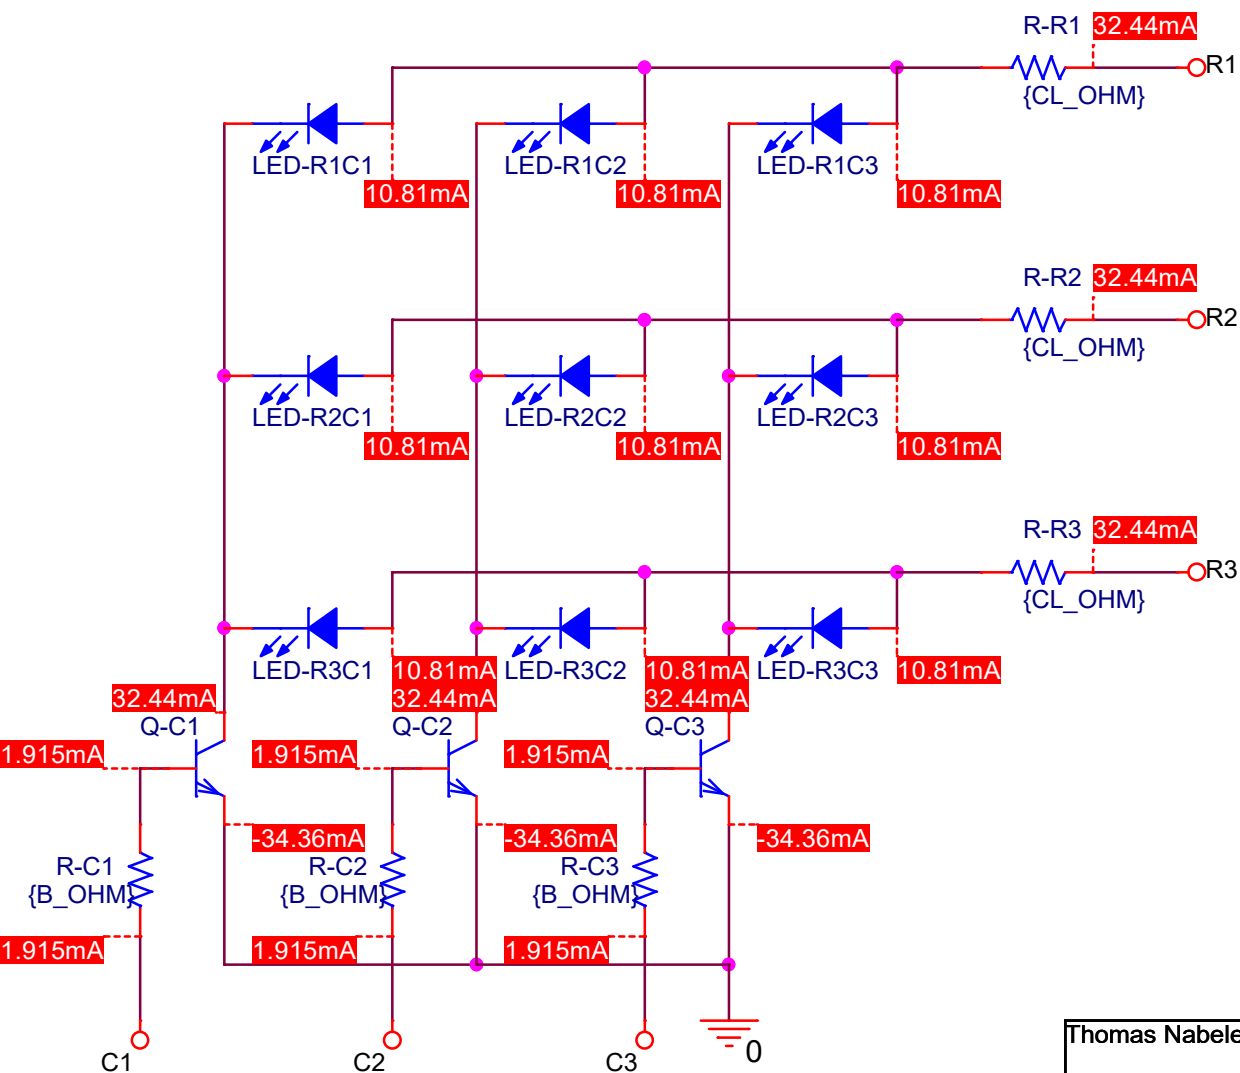 R-R1 32.44mA
R1
{CL_OHM}
LED-R1C1 LED-R1C2 LED-R1C3
10.81mA 10.81mA 10.81mA
R-R2 32.44mA
R2
{CL_OHM}
LED-R2C1 LED-R2C2 LED-R2C3
10.81mA 10.81mA 10.81mA
R-R3 32.44mA
R3
{CL_OHM}
LED-R3C1 10.81mA LED-R3C2 10.81mA LED-R3C3 10.81mA
32.44mA 32.44mA 32.44mA
Q-C1 Q-C2 Q-C3
1.915mA 1.915mA 1.915mA
-34.36mA -34.36mA -34.36mA
R-C1 R-C2 R-C3
{B_OHM} {B_OHM} {B_OHM}
1.915mA 1.915mA 1.915mA
C1 C2 C3 0
Thomas Nabele